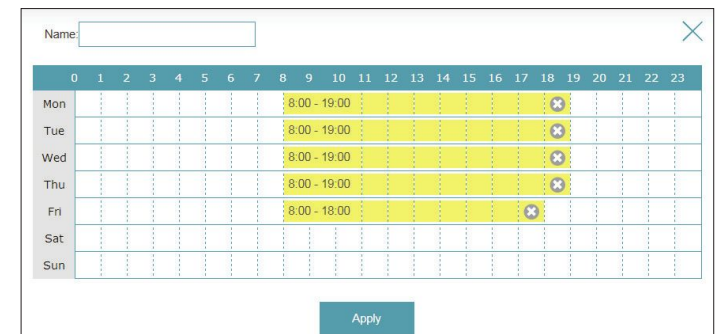 Name:
0 1 2 3 4 5 6 7 8 9 10 11 12 13 14 15 16 17 18 19 20 21 22 23
Mon 8:00 - 19:00
Tue 8:00 - 19:00
Wed 8:00 - 19:00
Thu 8:00 - 19:00
Fri 8:00 - 18:00
Sat
Sun
Apply